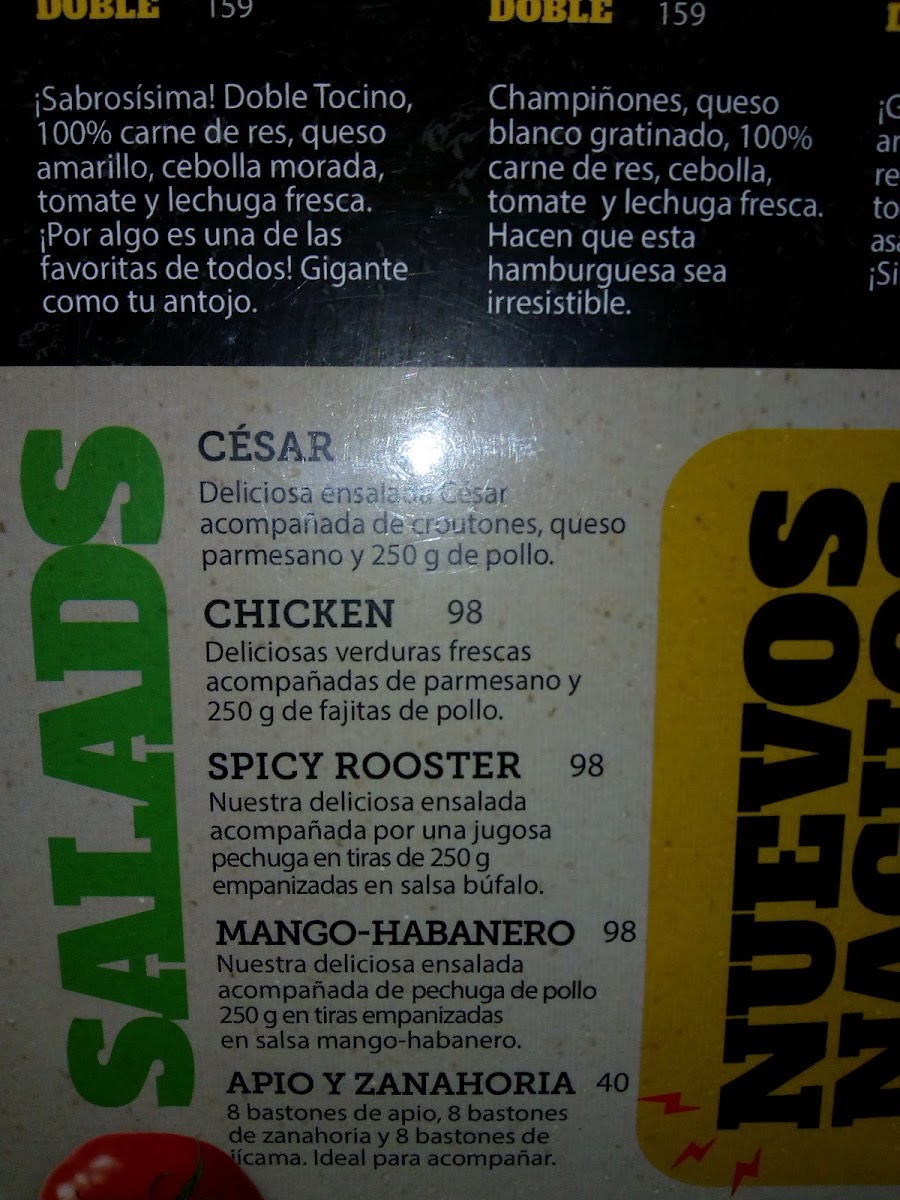 DOBLE 159
¡Sabrosísima! Doble Tocino,
100% carne de res, queso
amarillo, cebolla morada,
tomate y lechuga fresca.
¡Por algo es una de las
favoritas de todos! Gigante
como tu antojo.
DOBLE 159
Champiñones, queso
blanco gratinado, 100%
carne de res, cebolla,
tomate y lechuga fresca.
Hacen que esta
hamburguesa sea
irresistible.
SALADS
CÉSAR
Deliciosa ensalada César
acompañada de croutones, queso
parmesano y 250 g de pollo.
CHICKEN 98
Deliciosas verduras frescas
acompañadas de parmesano y
250 g de fajitas de pollo.
SPICY ROOSTER 98
Nuestra deliciosa ensalada
acompañada por una jugosa
pechuga en tiras de 250 g
empanizadas en salsa búfalo.
MANGO-HABANERO 98
Nuestra deliciosa ensalada
acompañada de pechuga de pollo
250 g en tiras empanizadas
en salsa mango-habanero.
APIO Y ZANAHORIA 40
8 bastones de apio, 8 bastones
de zanahoria y 8 bastones de
jícama. Ideal para acompañar.
NUEVOS